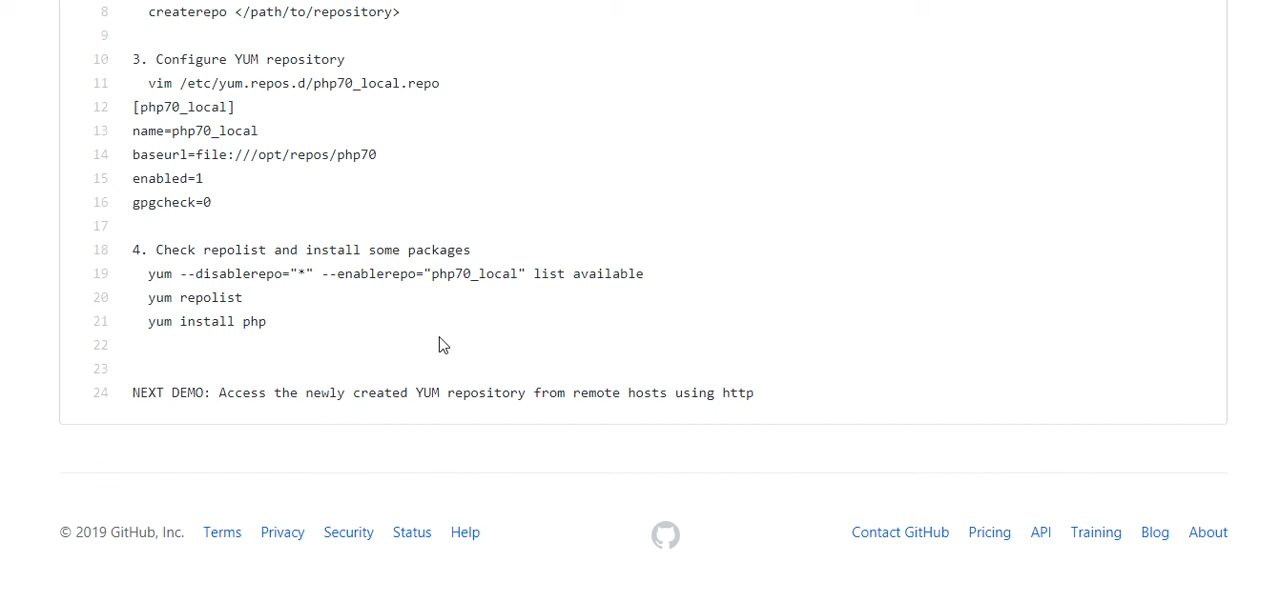 8 createrepo </path/to/repository>
9
10 3. Configure YUM repository
11 vim /etc/yum.repos.d/php70_local.repo
12 [php70_local]
13 name=php70_local
14 baseurl=file:///opt/repos/php70
15 enabled=1
16 gpgcheck=0
17
18 4. Check repolist and install some packages
19 yum --disablerepo="*" --enablerepo="php70_local" list available
20 yum repolist
21 yum install php
22
23
24 NEXT DEMO: Access the newly created YUM repository from remote hosts using http
© 2019 GitHub, Inc. Terms Privacy Security Status Help Contact GitHub Pricing API Training Blog About